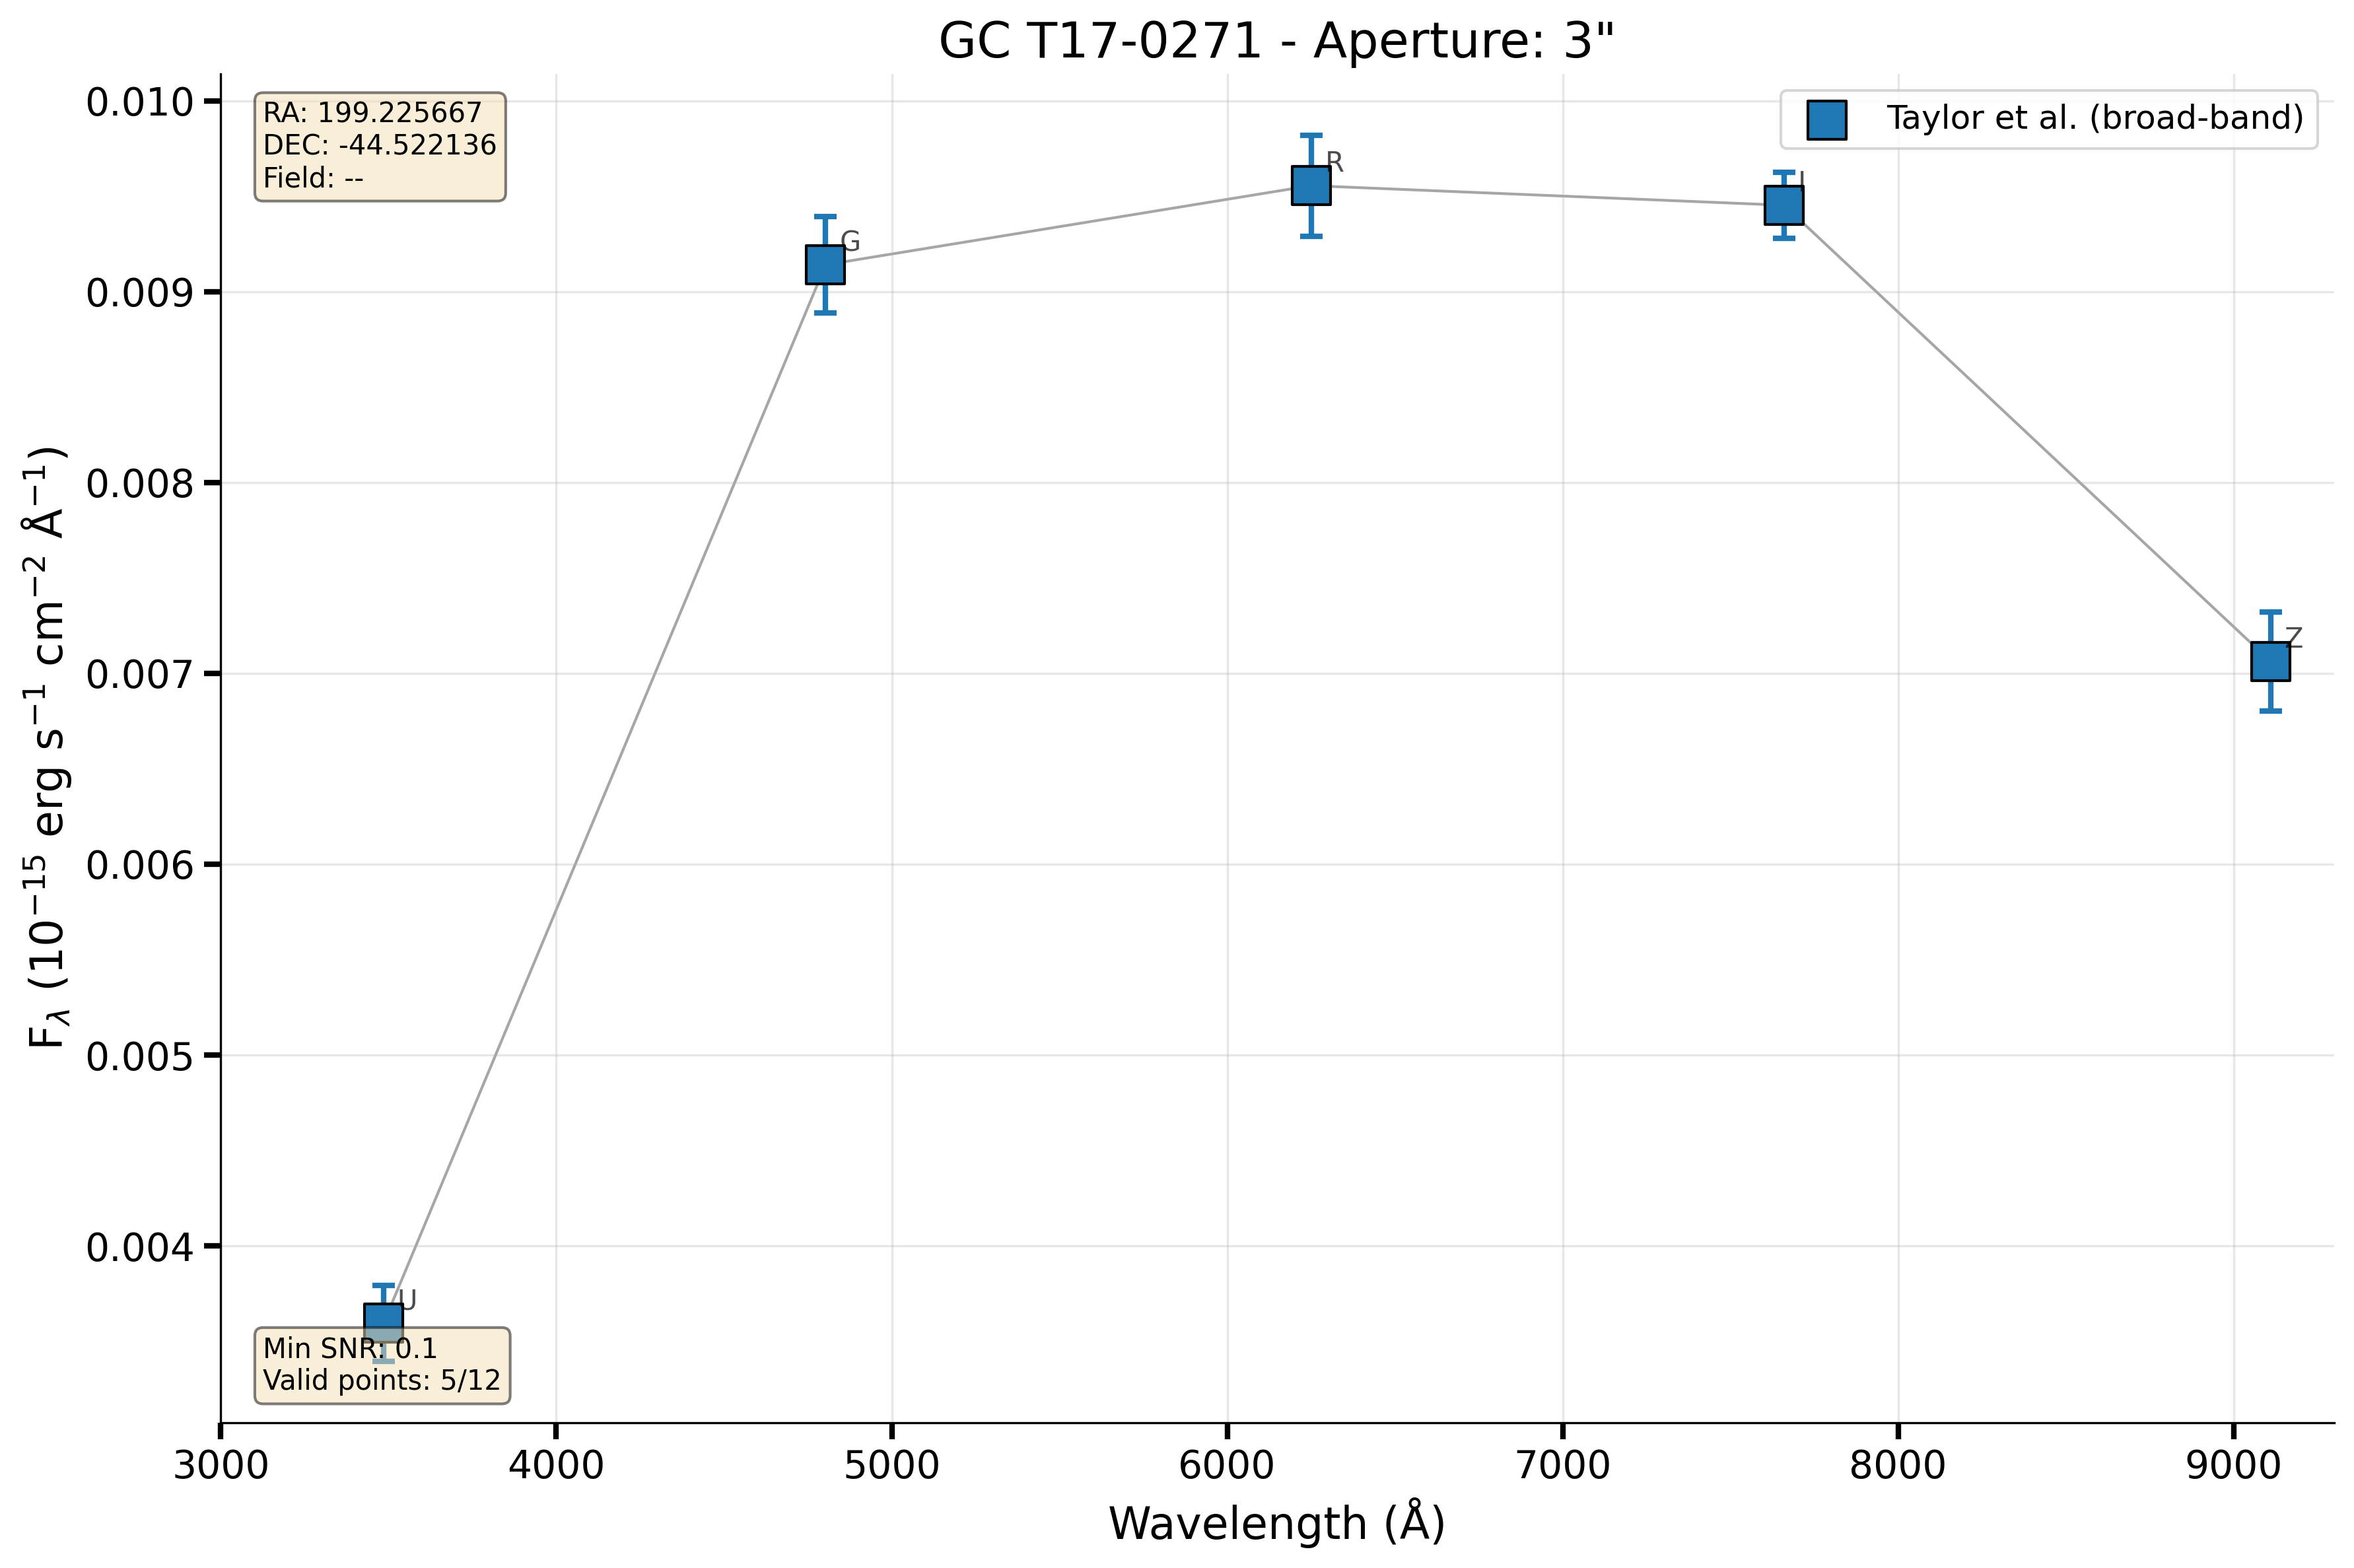 GC T17-0271 - Aperture: 3"
RA: 199.225667
DEC: -44.522136
Field: --
Taylor et al. (broad-band)
0.010
0.009
0.008
0.007
0.006
0.005
0.004
F_λ (10⁻¹⁵ erg s⁻¹ cm⁻² Å⁻¹)
U
G
R
I
Z
Min SNR: 0.1
Valid points: 5/12
3000 4000 5000 6000 7000 8000 9000
Wavelength (Å)